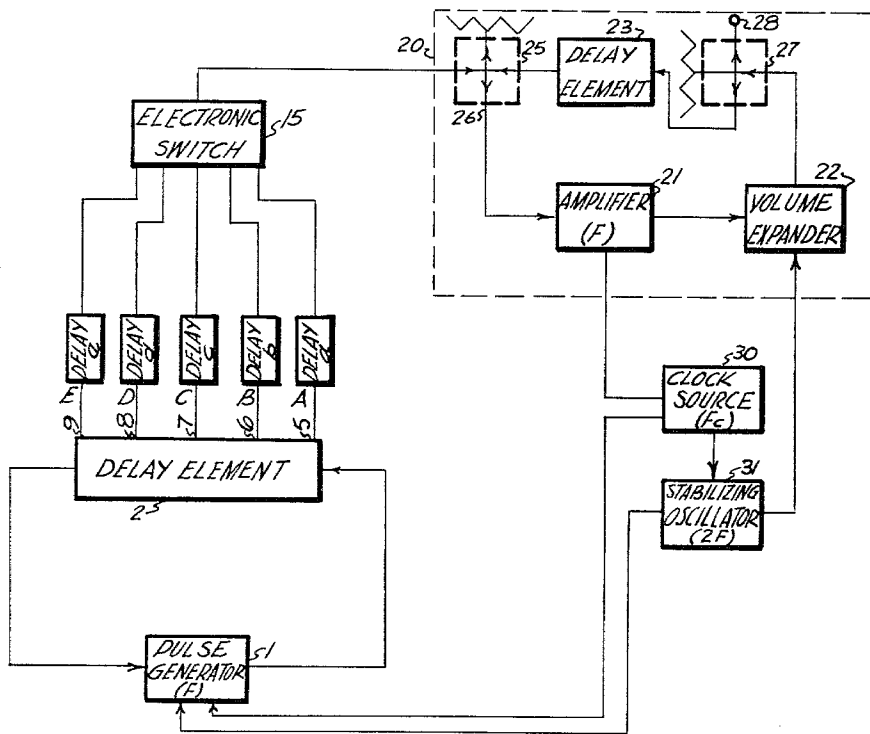 28
20
25
23
DELAY
ELEMENT
27
26
ELECTRONIC
SWITCH
15
21
AMPLIFIER
(F)
22
VOLUME
EXPANDER
DELAY
e
DELAY
d
DELAY
c
DELAY
b
DELAY
a
E
D
C
B
A
9
8
7
6
5
30
CLOCK
SOURCE
(Fc)
DELAY ELEMENT
2
31
STABILIZING
OSCILLATOR
(2F)
PULSE
GENERATOR
(F)
1